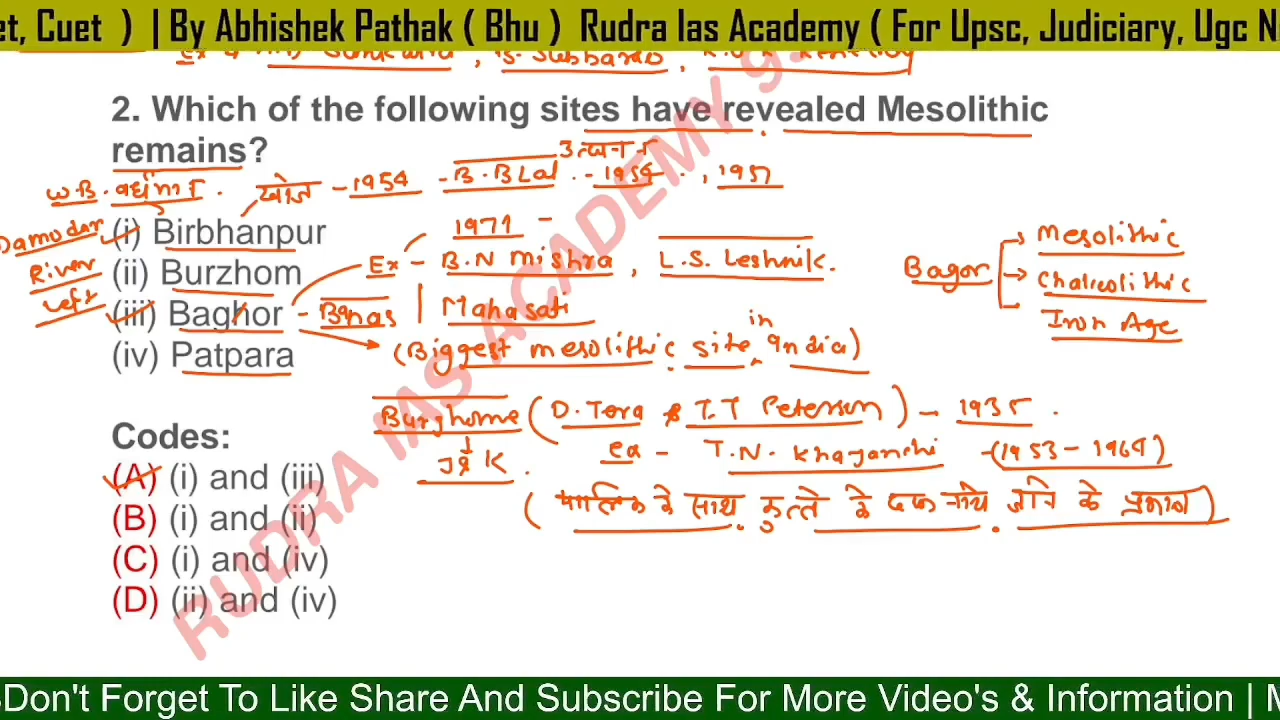 et, Cuet ) | By Abhishek Pathak ( Bhu ) Rudra Ias Academy ( For Upsc, Judiciary, Ugc N
2. Which of the following sites have revealed Mesolithic
remains?
उत्खनन
W.B. खोज - 1954 - B.B Lal - 1954 , 1957
Damodar
River
Left
(i) Birbhanpur
(ii) Burzhom
(iii) Baghor
(iv) Patpara
1971
Ex - B.N Mishra, L.S. Leshnik.
Banas | Mahasati
(Biggest mesolithic site in India)
Bagor
Mesolithic
Chalcolithic
Iron Age
Burzhome (D. Tera & T.T Peterson) - 1935
J & K
ex - T.N. Khajanchi - (1953 - 1964)
(मालिक के साथ कुत्ते के दफनाये जाने के प्रमाण)
Codes:
(A) (i) and (iii)
(B) (i) and (ii)
(C) (i) and (iv)
(D) (ii) and (iv)
RUDRA IAS ACADEMY
Don't Forget To Like Share And Subscribe For More Video's & Information |